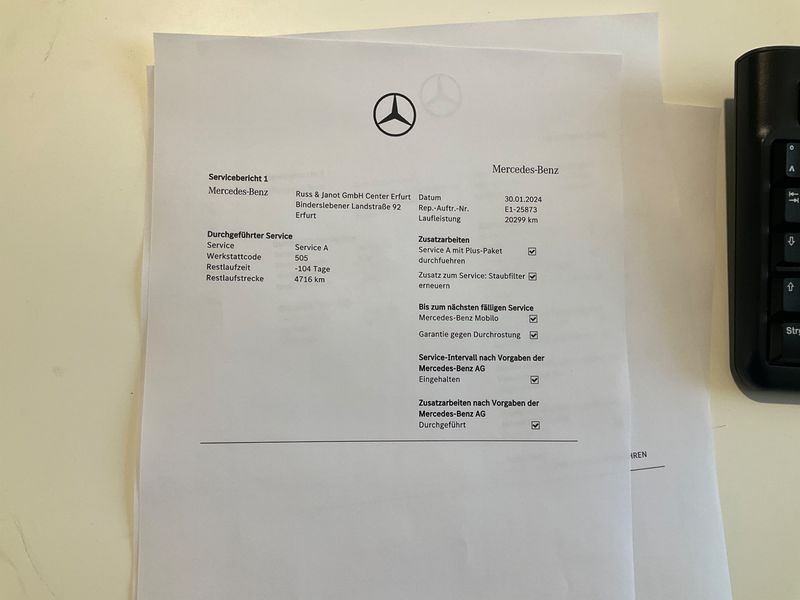 Mercedes-Benz
Servicebericht 1
Mercedes-Benz
Russ & Janot GmbH Center Erfurt
Binderslebener Landstraße 92
Erfurt
Datum 30.01.2024
Rep.-Auftr.-Nr. E1-25873
Laufleistung 20299 km
Durchgeführter Service
Service Service A
Werkstattcode 505
Restlaufzeit -104 Tage
Restlaufstrecke 4716 km
Zusatzarbeiten
Service A mit Plus-Paket
durchfuehren
Zusatz zum Service: Staubfilter
erneuern
Bis zum nächsten fälligen Service
Mercedes-Benz Mobilo
Garantie gegen Durchrostung
Service-Intervall nach Vorgaben der
Mercedes-Benz AG
Eingehalten
Zusatzarbeiten nach Vorgaben der
Mercedes-Benz AG
Durchgeführt
HREN
Strg